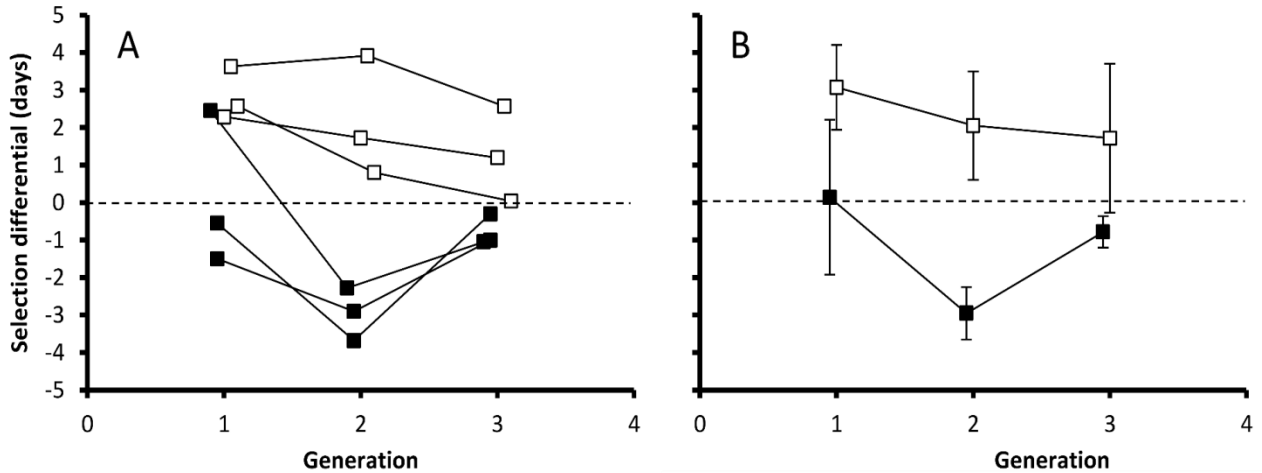 A
B
Selection differential (days)
5
4
3
2
1
0
-1
-2
-3
-4
-5
0 1 2 3 4
0 1 2 3 4
Generation
Generation